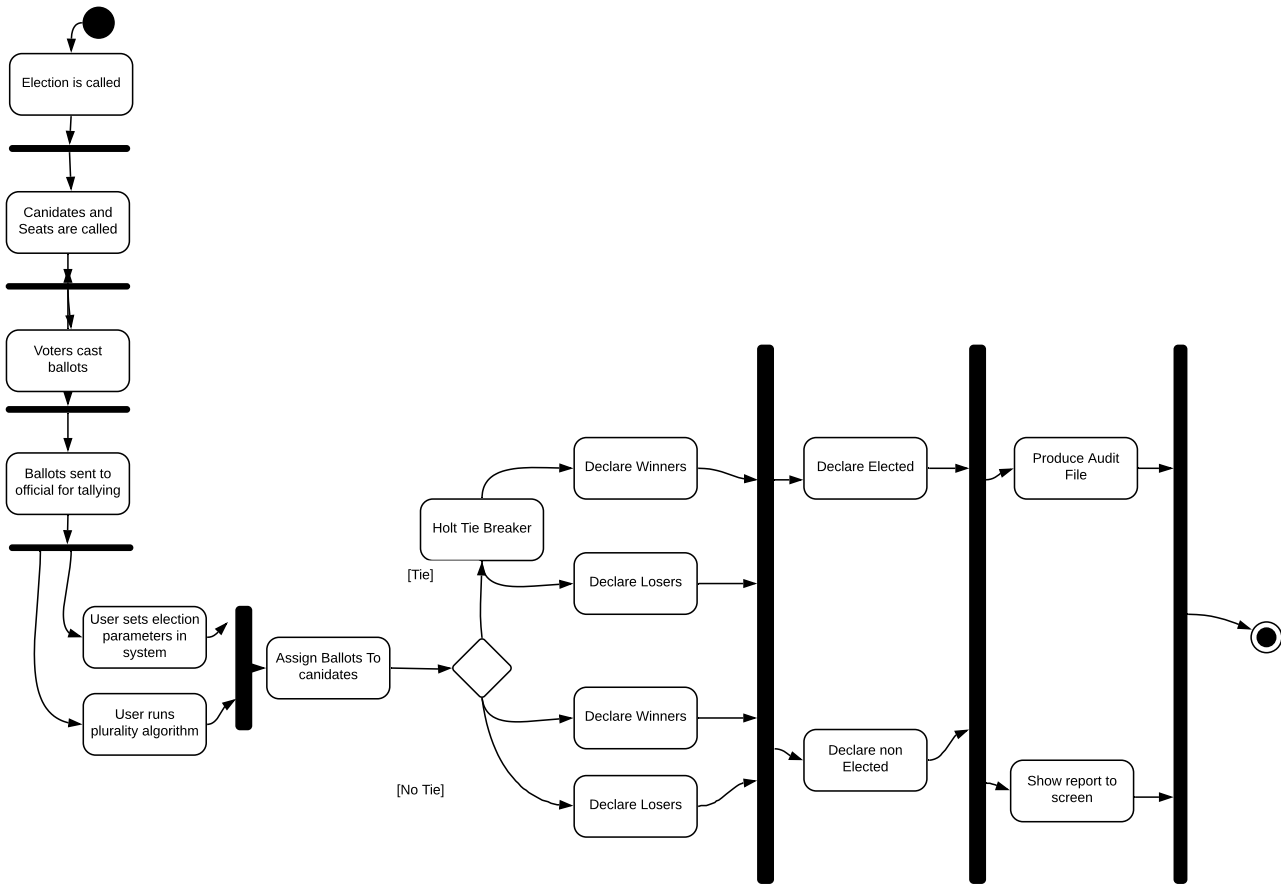 Election is called
Canidates and
Seats are called
Voters cast
ballots
Ballots sent to
official for tallying
User sets election
parameters in
system
User runs
plurality algorithm
Assign Ballots To
canidates
[Tie]
[No Tie]
Holt Tie Breaker
Declare Winners
Declare Losers
Declare Winners
Declare Losers
Declare Elected
Declare non
Elected
Produce Audit
File
Show report to
screen